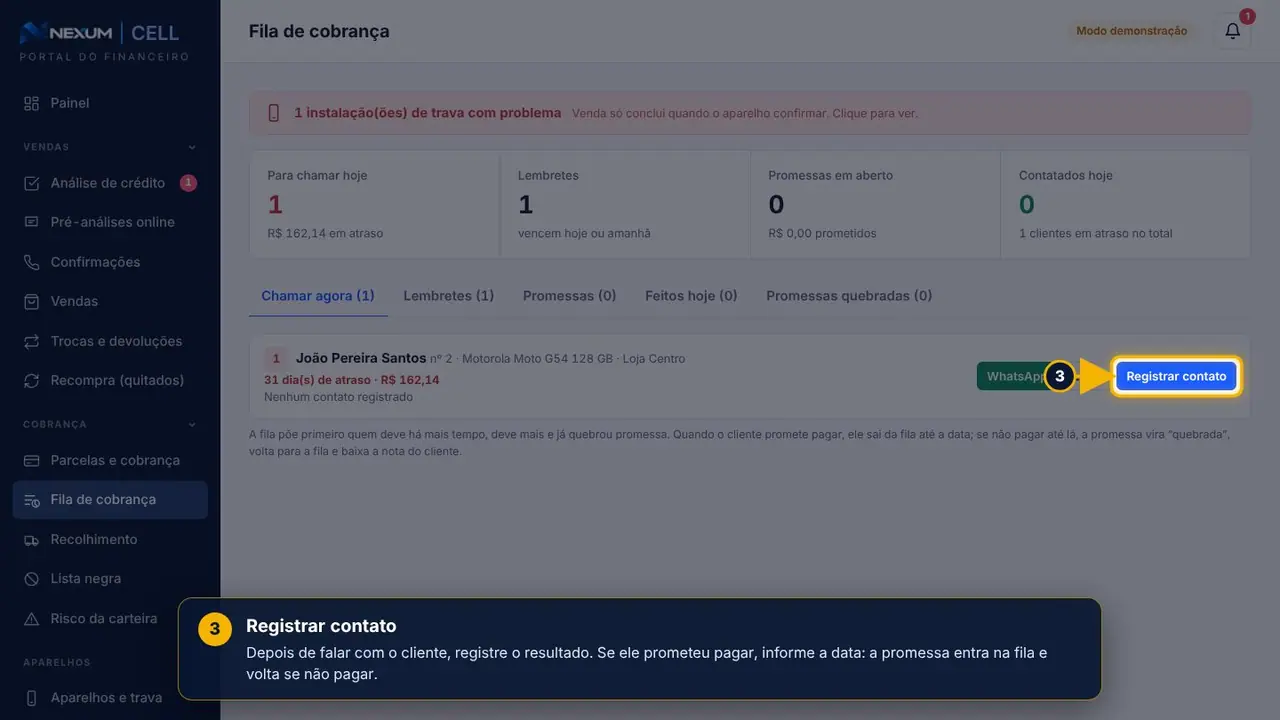 NEXUM | CELL
PORTAL DO FINANCEIRO
Painel
VENDAS
Análise de crédito 1
Pré-análises online
Confirmações
Vendas
Trocas e devoluções
Recompra (quitados)
COBRANÇA
Parcelas e cobrança
Fila de cobrança
Recolhimento
Lista negra
Risco da carteira
APARELHOS
Aparelhos e trava
Fila de cobrança
Modo demonstração
1
1 instalação(ões) de trava com problema Venda só conclui quando o aparelho confirmar. Clique para ver.
Para chamar hoje
1
R$ 162,14 em atraso
Lembretes
1
vencem hoje ou amanhã
Promessas em aberto
0
R$ 0,00 prometidos
Contatados hoje
0
1 clientes em atraso no total
Chamar agora (1) Lembretes (1) Promessas (0) Feitos hoje (0) Promessas quebradas (0)
1 João Pereira Santos nº 2 · Motorola Moto G54 128 GB · Loja Centro
31 dia(s) de atraso · R$ 162,14
Nenhum contato registrado
WhatsApp
3
Registrar contato
A fila põe primeiro quem deve há mais tempo, deve mais e já quebrou promessa. Quando o cliente promete pagar, ele sai da fila até a data; se não pagar até lá, a promessa vira “quebrada”,
volta para a fila e baixa a nota do cliente.
3
Registrar contato
Depois de falar com o cliente, registre o resultado. Se ele prometeu pagar, informe a data: a promessa entra na fila e
volta se não pagar.